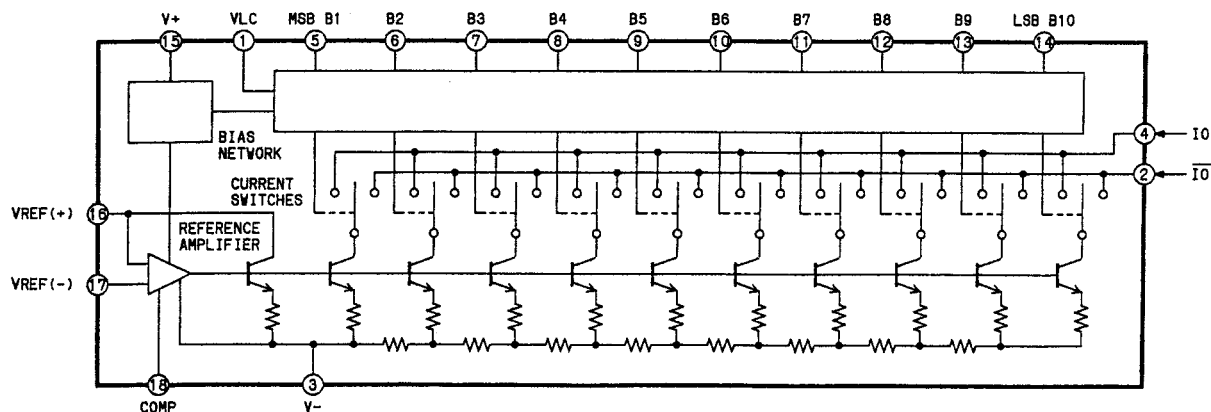 V+ VLC MSB B1 B2 B3 B4 B5 B6 B7 B8 B9 LSB B10
15 1 5 6 7 8 9 10 11 12 13 14
BIAS
NETWORK
4 IO
CURRENT
SWITCHES
2 IO
VREF(+) 16
REFERENCE
AMPLIFIER
VREF(-) 17
18 3
COMP V-